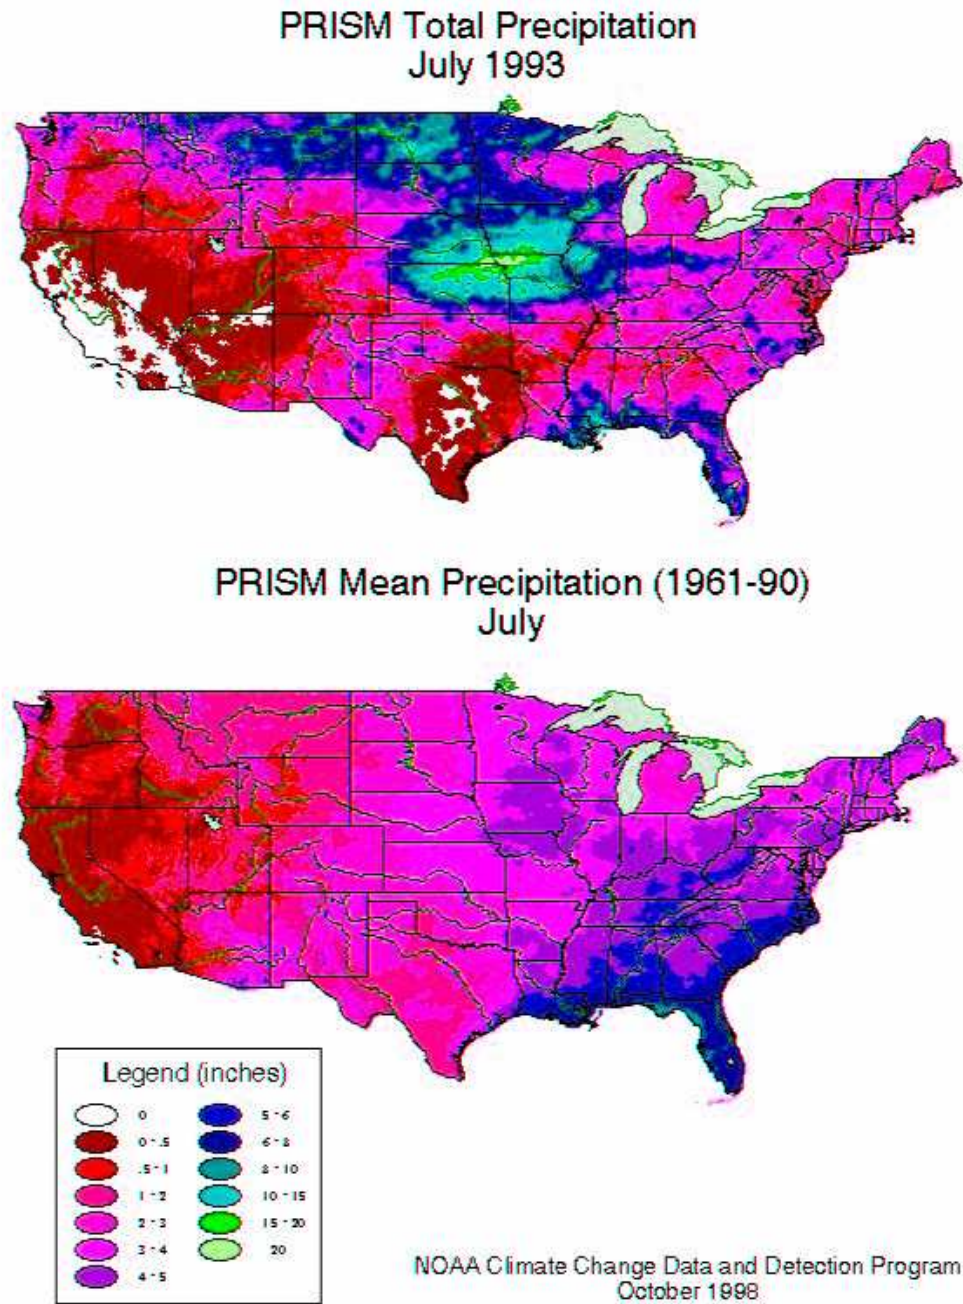 PRISM Total Precipitation
July 1993
PRISM Mean Precipitation (1961-90)
July
Legend (inches)
0
0 - .5
.5 - 1
1 - 2
2 - 3
3 - 4
4 - 5
5 - 6
6 - 8
8 - 10
10 - 15
15 - 20
20
NOAA Climate Change Data and Detection Program
October 1998